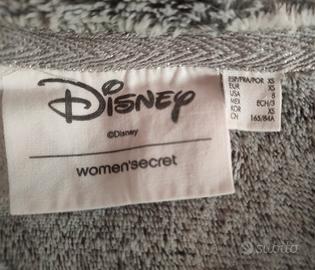 Disney
©Disney
women'secret
ESP/FRA/POR XS
EUR XS
USA 6
MEX ECH/3
KOR XS
CN 165/84A
subito